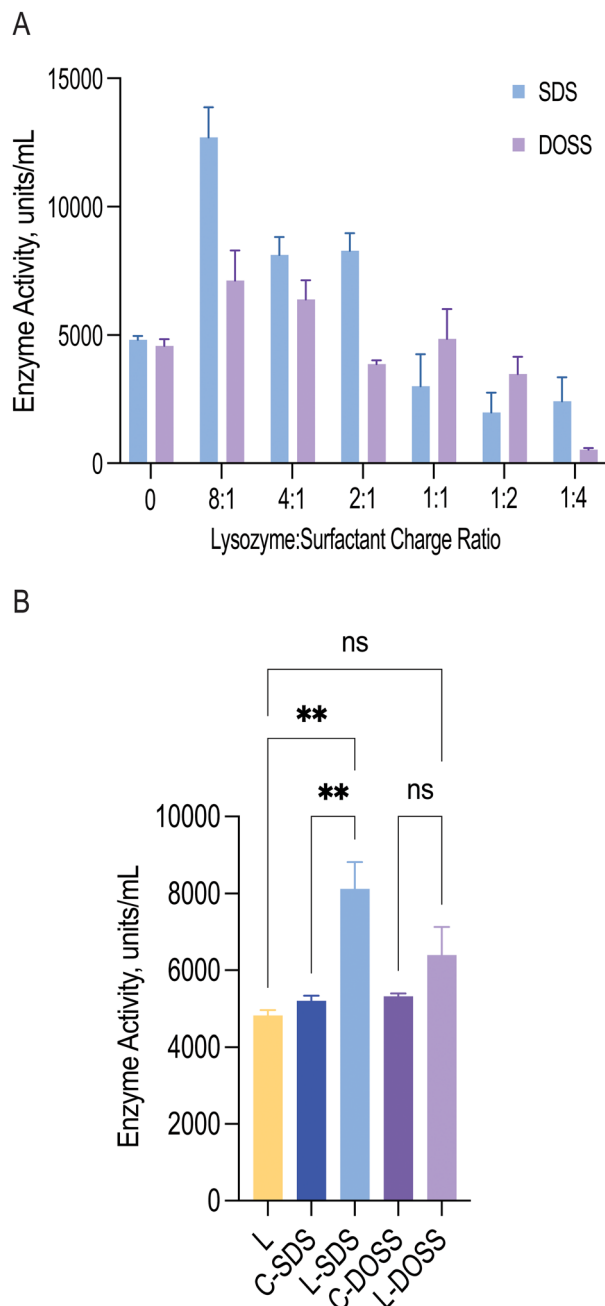 A
Enzyme Activity, units/mL
15000
10000
5000
0
SDS
DOSS
0 8:1 4:1 2:1 1:1 1:2 1:4
Lysozyme:Surfactant Charge Ratio
B
ns
**
** ns
Enzyme Activity, units/mL
10000
8000
6000
4000
2000
0
L C-SDS L-SDS C-DOSS L-DOSS